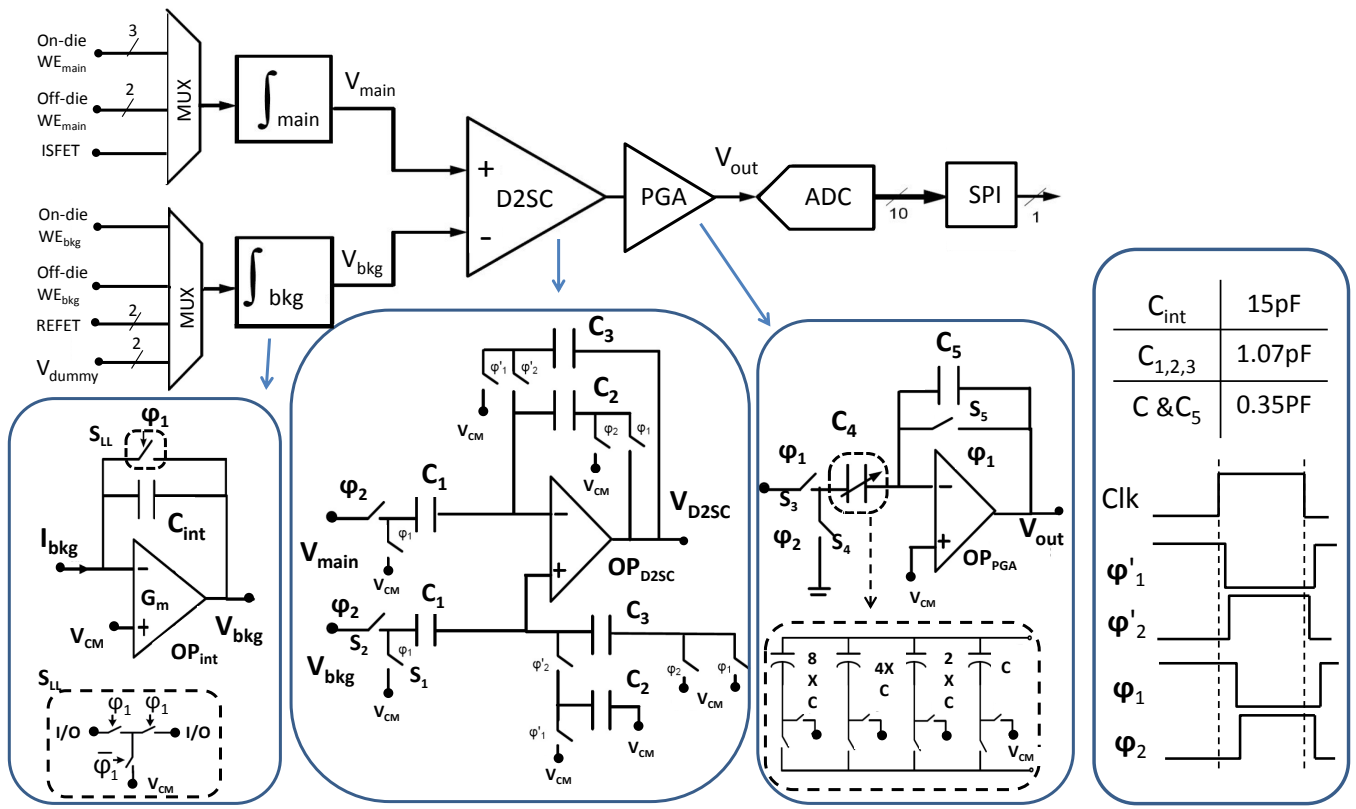 On-die
WEmain
3
Off-die
WEmain
2
ISFET
MUX
∫main
Vmain
On-die
WEbkg
Off-die
WEbkg
REFET
2
Vdummy
2
MUX
∫bkg
Vbkg
+
D2SC
-
PGA
Vout
ADC
10
SPI
1
φ1
SLL
Cint
Ibkg
−
Gm
VCM
+
Vbkg
OPint
SLL
φ1
φ1
I/O
I/O
φ̅1
VCM
C3
φ'1
φ'2
C2
VCM
φ2
φ1
VCM
C1
φ2
Vmain
φ1
VCM
−
+
VD2SC
OPD2SC
φ2
C1
S2
φ1
Vbkg
S1
VCM
C3
φ'2
φ2
φ1
VCM
C2
φ'1
VCM
VCM
C5
S5
C4
φ1
φ1
S3
φ2
S4
−
+
Vout
OPPGA
VCM
8
X
C
4X
C
2
X
C
C
VCM
Cint 15pF
C1,2,3 1.07pF
C &C5 0.35PF
Clk
φ'1
φ'2
φ1
φ2